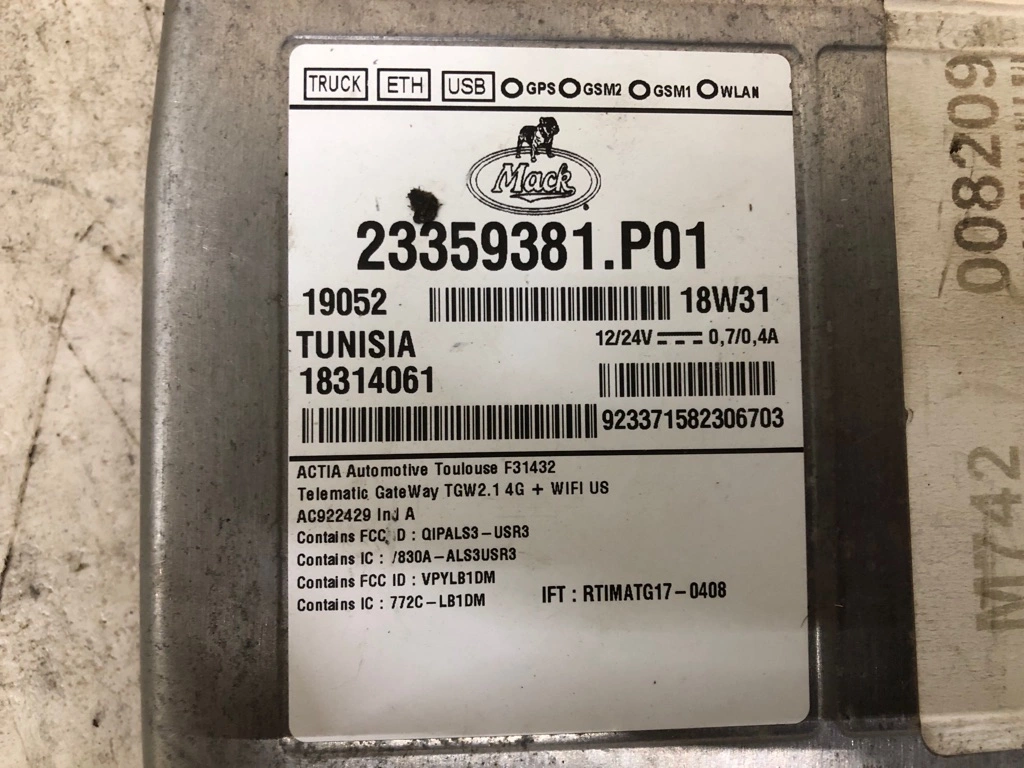 TRUCK ETH USB GPS GSM2 GSM1 WLAN
Mack
23359381.P01
19052 18W31
TUNISIA 12/24V 0,7/0,4A
18314061
923371582306703
ACTIA Automotive Toulouse F31432
Telematic GateWay TGW2.1 4G + WIFI US
AC922429 Ind A
Contains FCC ID : QIPALS3-USR3
Contains IC : 7830A-ALS3USR3
Contains FCC ID : VPYLB1DM
Contains IC : 772C-LB1DM IFT : RTIMATG17-0408
008209
M742